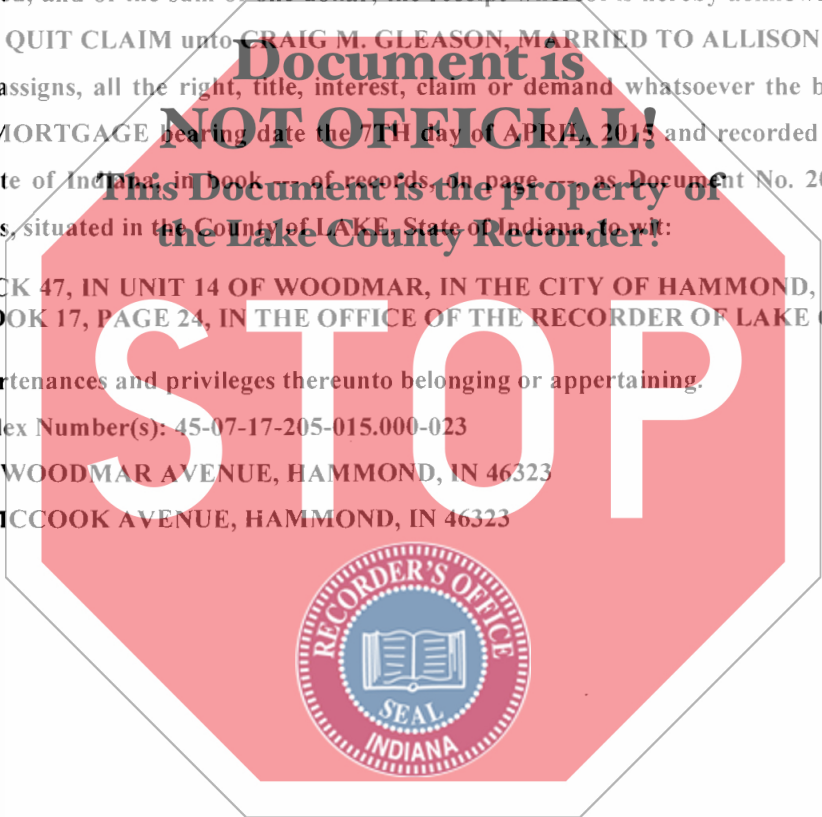 QUIT CLAIM unto CRAIG M. GLEASON, MARRIED TO ALLISON
Document is
assigns, all the right, title, interest, claim or demand whatsoever the b
NOT OFFICIAL!
MORTGAGE bearing date the 7TH day of APRIL, 2015 and recorded
This Document is the property of
te of Indiana, in book --- of records, on page ---, as Document No. 20
the Lake County Recorder!
s, situated in the County of LAKE, State of Indiana, to wit:
CK 47, IN UNIT 14 OF WOODMAR, IN THE CITY OF HAMMOND,
OOK 17, PAGE 24, IN THE OFFICE OF THE RECORDER OF LAKE
STOP
rtenances and privileges thereunto belonging or appertaining.
lex Number(s): 45-07-17-205-015.000-023
WOODMAR AVENUE, HAMMOND, IN 46323
MCCOOK AVENUE, HAMMOND, IN 46323
RECORDER'S OFFICE
SEAL
INDIANA